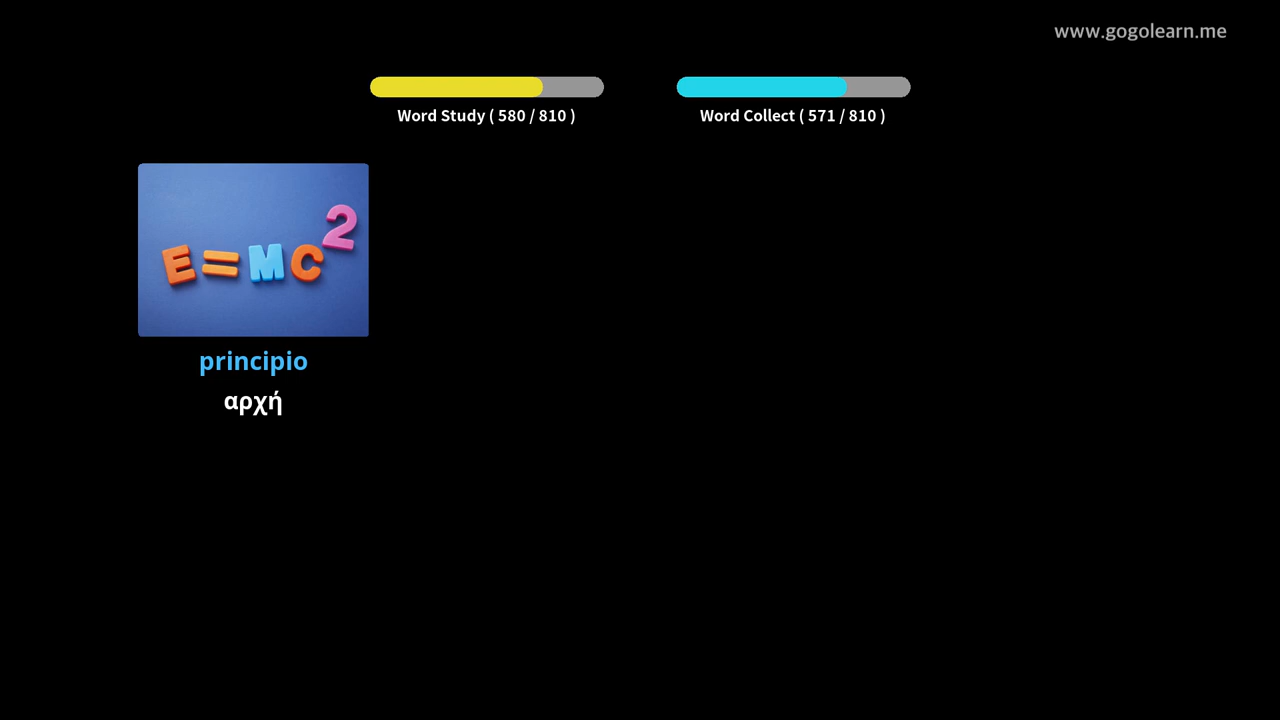 www.gogolearn.me
Word Study ( 580 / 810 )
Word Collect ( 571 / 810 )
E=MC²
principio
αρχή